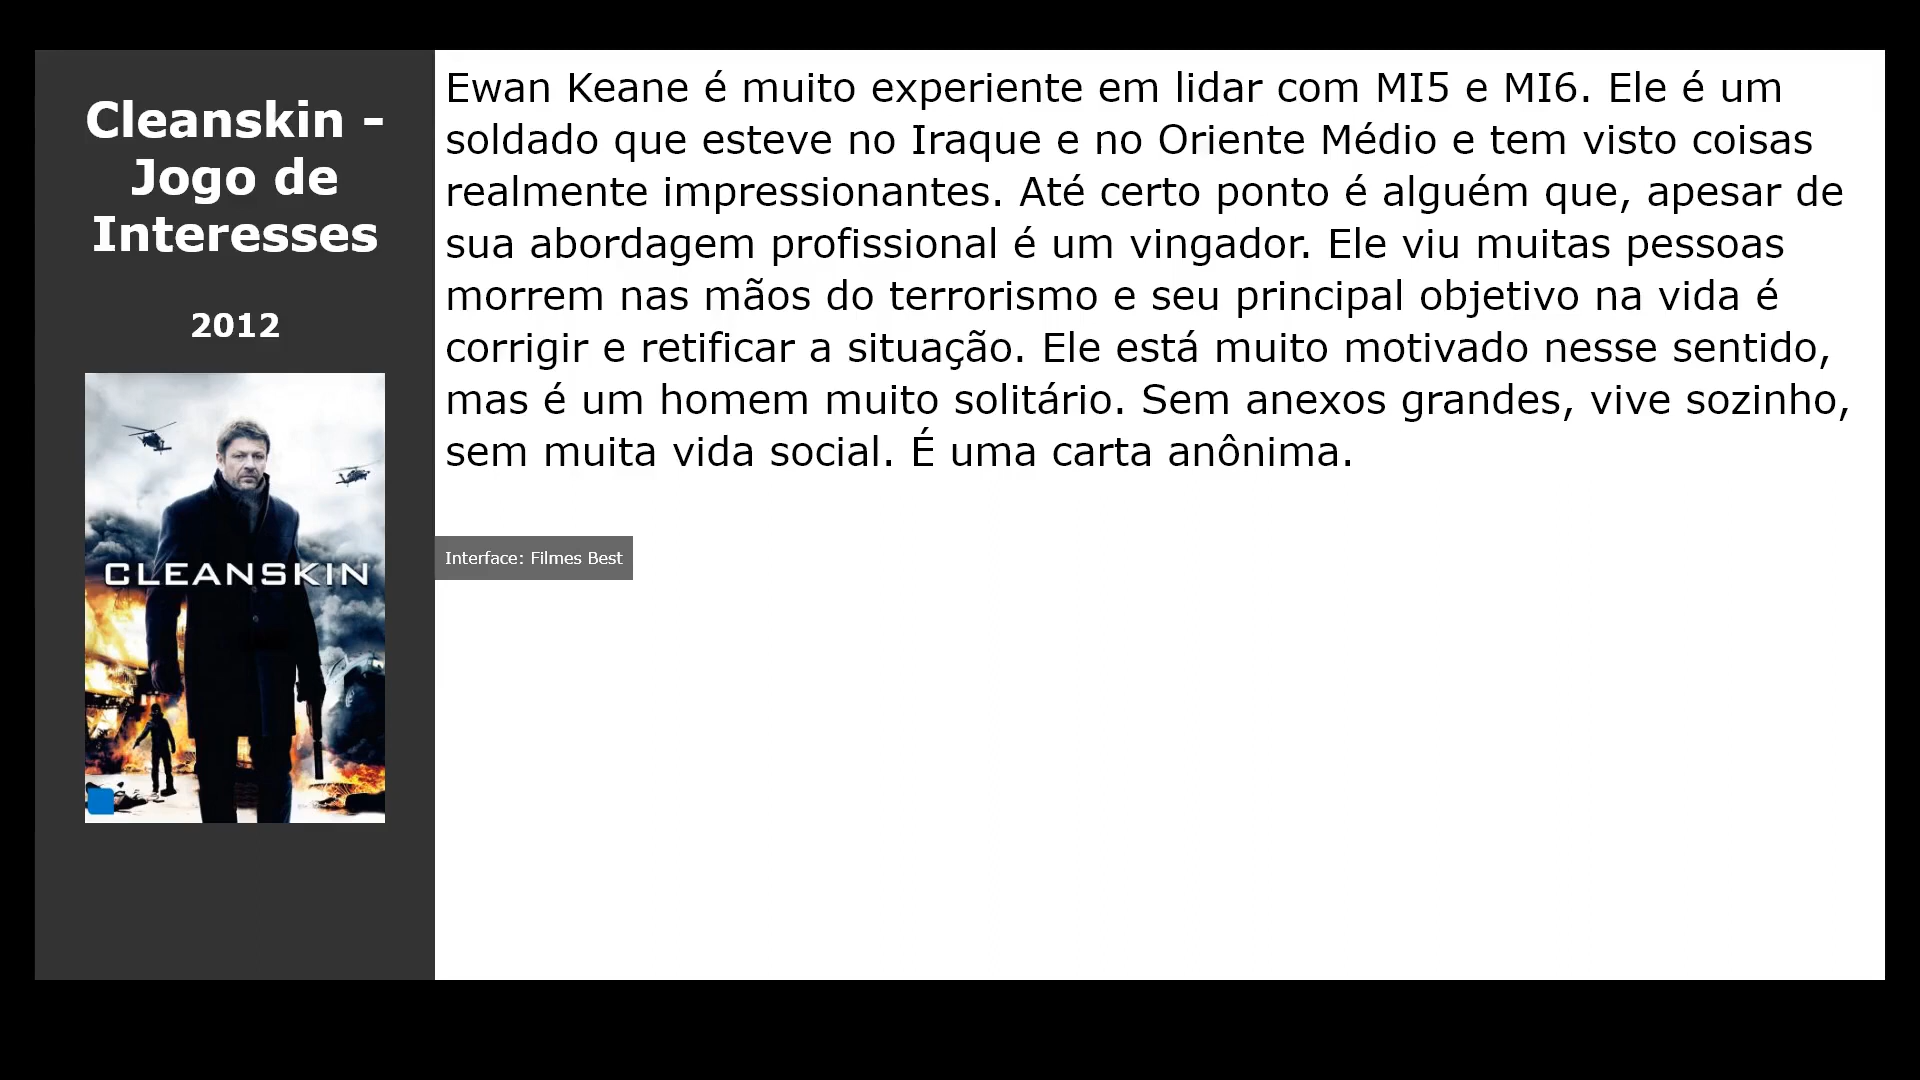 Cleanskin -
Jogo de
Interesses
2012
CLEANSKIN
Ewan Keane é muito experiente em lidar com MI5 e MI6. Ele é um
soldado que esteve no Iraque e no Oriente Médio e tem visto coisas
realmente impressionantes. Até certo ponto é alguém que, apesar de
sua abordagem profissional é um vingador. Ele viu muitas pessoas
morrem nas mãos do terrorismo e seu principal objetivo na vida é
corrigir e retificar a situação. Ele está muito motivado nesse sentido,
mas é um homem muito solitário. Sem anexos grandes, vive sozinho,
sem muita vida social. É uma carta anônima.
Interface: Filmes Best